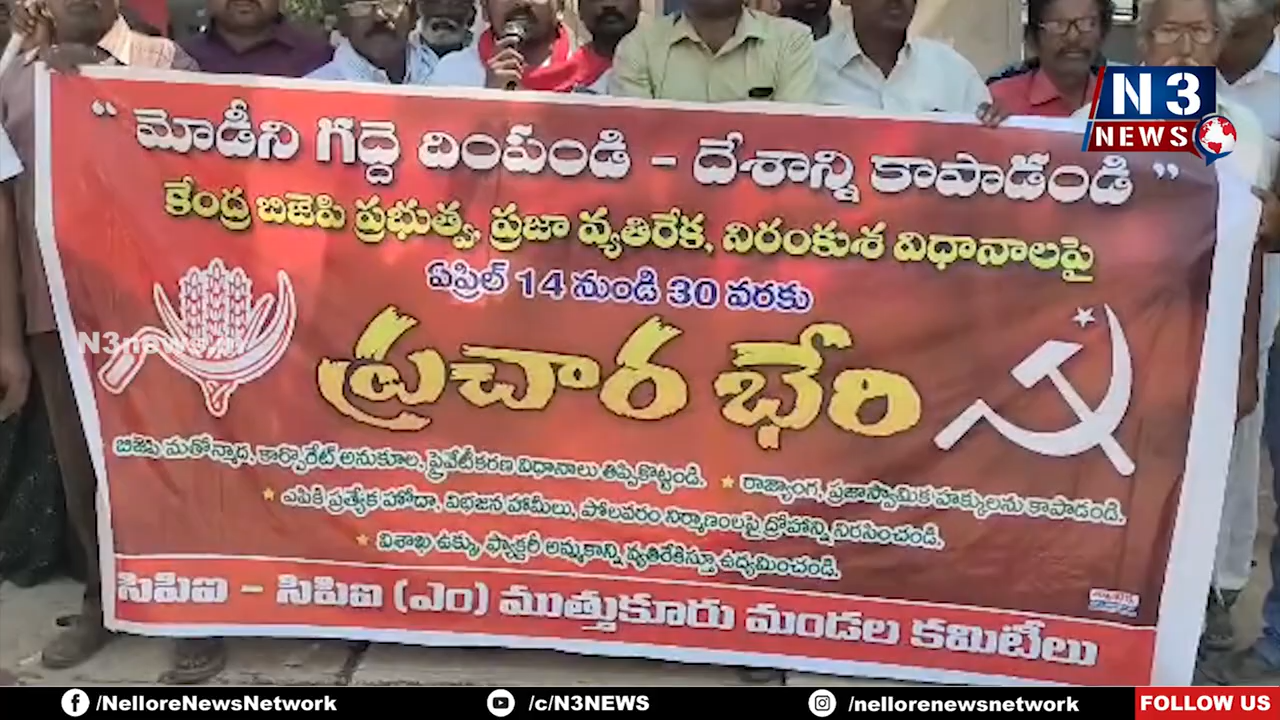 N3
NEWS
" మోడీని గద్దె దింపండి - దేశాన్ని కాపాడండి "
కేంద్ర బిజెపి ప్రభుత్వ, ప్రజా వ్యతిరేక, నిరంకుశ విధానాలపై
ఏప్రిల్ 14 నుండి 30 వరకు
N3news.in
ప్రచార భేరి
బిజెపి మతోన్మాద, కార్పొరేట్ అనుకూల, ప్రైవేటీకరణ విధానాలు తిప్పికొట్టండి. ★ రాజ్యాంగ, ప్రజాస్వామిక హక్కులను కాపాడండి.
★ ఎపికి ప్రత్యేక హోదా, విభజన హామీలు, పోలవరం నిర్మాణంలపై ద్రోహాన్ని నిరసించండి.
★ విశాఖ ఉక్కు ఫ్యాక్టరీ అమ్మకాన్ని వ్యతిరేకిస్తూ ఉద్యమించండి.
సిపిఐ - సిపిఐ (ఎం) ముత్తుకూరు మండల కమిటీలు
/NelloreNewsNetwork /c/N3NEWS /nellorenewsnetwork FOLLOW US